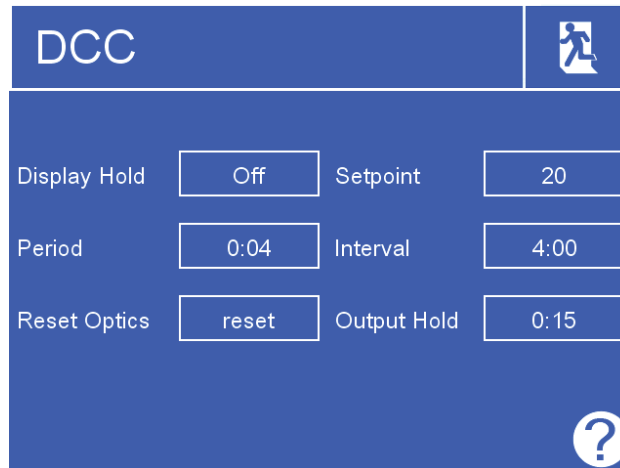 DCC
Display Hold Off Setpoint 20
Period 0:04 Interval 4:00
Reset Optics reset Output Hold 0:15
?